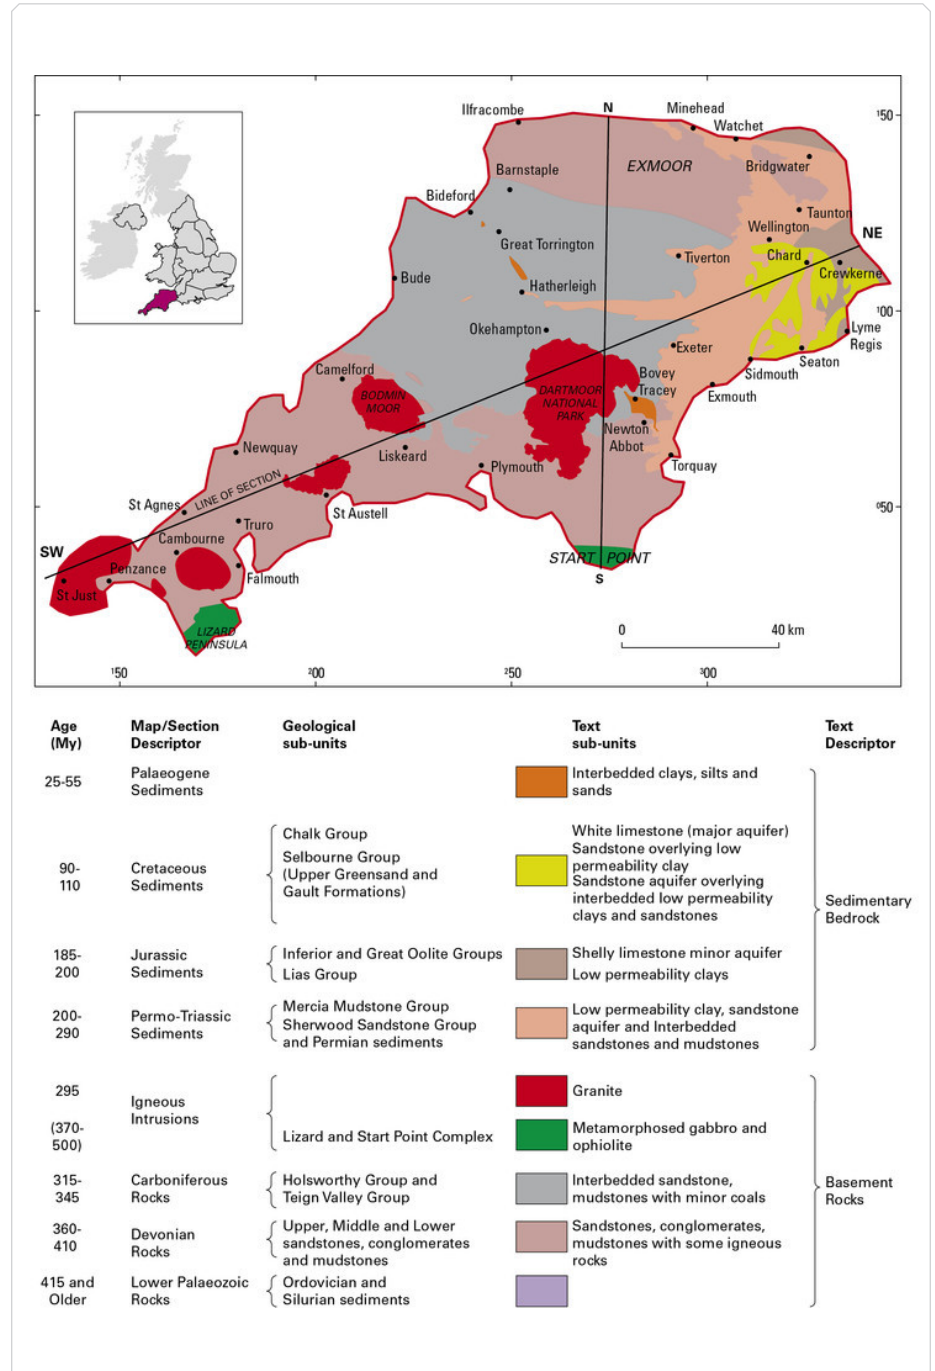 N
Ilfracombe
Minehead
Watchet
¹50
Barnstaple
EXMOOR
Bridgwater
Bideford
Taunton
Great Torrington
Wellington
NE
Tiverton
Chard
Bude
Hatherleigh
Crewkerne
¹00
Okehampton
Exeter
Lyme
Regis
Seaton
Sidmouth
Camelford
Bovey
Tracey
Exmouth
BODMIN
MOOR
DARTMOOR
NATIONAL
PARK
Newton
Abbot
Newquay
Liskeard
Plymouth
Torquay
LINE OF SECTION
St Agnes
St Austell
⁰50
Truro
Cambourne
SW
START POINT
Penzance
Falmouth
St Just
S
LIZARD
PENINSULA
0 40 km
¹50 ²00 ²50 ³00
Age
(My)
Map/Section
Descriptor
Geological
sub-units
Text
sub-units
Text
Descriptor
25-55
Palaeogene
Sediments
Interbedded clays, silts and
sands
90-
110
Cretaceous
Sediments
Chalk Group
Selbourne Group
(Upper Greensand and
Gault Formations)
White limestone (major aquifer)
Sandstone overlying low
permeability clay
Sandstone aquifer overlying
interbedded low permeability
clays and sandstones
Sedimentary
Bedrock
185-
200
Jurassic
Sediments
Inferior and Great Oolite Groups
Lias Group
Shelly limestone minor aquifer
Low permeability clays
200-
290
Permo-Triassic
Sediments
Mercia Mudstone Group
Sherwood Sandstone Group
and Permian sediments
Low permeability clay, sandstone
aquifer and Interbedded
sandstones and mudstones
295
Igneous
Intrusions
Granite
(370-
500)
Lizard and Start Point Complex
Metamorphosed gabbro and
ophiolite
315-
345
Carboniferous
Rocks
Holsworthy Group and
Teign Valley Group
Interbedded sandstone,
mudstones with minor coals
Basement
Rocks
360-
410
Devonian
Rocks
Upper, Middle and Lower
sandstones, conglomerates
and mudstones
Sandstones, conglomerates,
mudstones with some igneous
rocks
415 and
Older
Lower Palaeozoic
Rocks
Ordovician and
Silurian sediments